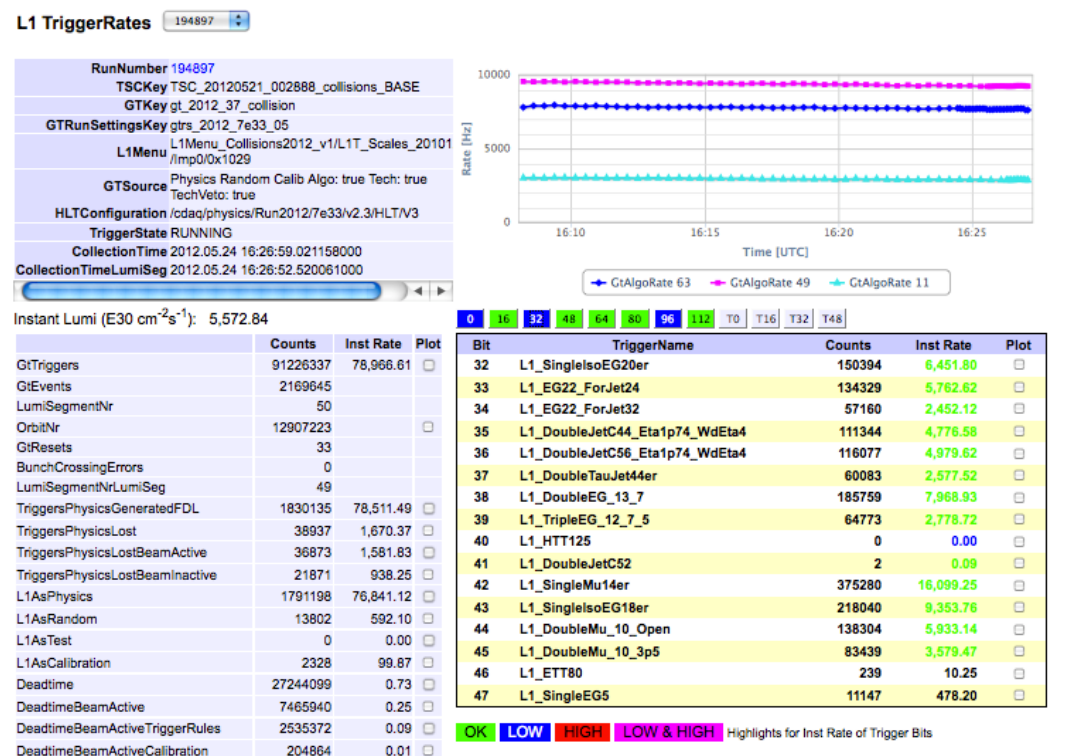 L1 TriggerRates 194897
RunNumber 194897
TSCKey TSC_20120521_002888_collisions_BASE
GTKey gt_2012_37_collision
GTRunSettingsKey gtrs_2012_7e33_05
L1Menu L1Menu_Collisions2012_v1/L1T_Scales_20101
/Imp0/0x1029
GTSource Physics Random Calib Algo: true Tech: true
TechVeto: true
HLTConfiguration /cdaq/physics/Run2012/7e33/v2.3/HLT/V3
TriggerState RUNNING
CollectionTime 2012.05.24 16:26:59.021158000
CollectionTimeLumiSeg 2012.05.24 16:26:52.520061000
Rate [Hz]
10000
5000
0
16:10 16:15 16:20 16:25
Time [UTC]
GtAlgoRate 63 GtAlgoRate 49 GtAlgoRate 11
Instant Lumi (E30 cm-2s-1): 5,572.84
Counts Inst Rate Plot
GtTriggers 91226337 78,966.61
GtEvents 2169645
LumiSegmentNr 50
OrbitNr 12907223
GtResets 33
BunchCrossingErrors 0
LumiSegmentNrLumiSeg 49
TriggersPhysicsGeneratedFDL 1830135 78,511.49
TriggersPhysicsLost 38937 1,670.37
TriggersPhysicsLostBeamActive 36873 1,581.83
TriggersPhysicsLostBeamInactive 21871 938.25
L1AsPhysics 1791198 76,841.12
L1AsRandom 13802 592.10
L1AsTest 0 0.00
L1AsCalibration 2328 99.87
Deadtime 27244099 0.73
DeadtimeBeamActive 7465940 0.25
DeadtimeBeamActiveTriggerRules 2535372 0.09
DeadtimeBeamActiveCalibration 204864 0.01
0 16 32 48 64 80 96 112 T0 T16 T32 T48
Bit TriggerName Counts Inst Rate Plot
32 L1_SingleIsoEG20er 150394 6,451.80
33 L1_EG22_ForJet24 134329 5,762.62
34 L1_EG22_ForJet32 57160 2,452.12
35 L1_DoubleJetC44_Eta1p74_WdEta4 111344 4,776.58
36 L1_DoubleJetC56_Eta1p74_WdEta4 116077 4,979.62
37 L1_DoubleTauJet44er 60083 2,577.52
38 L1_DoubleEG_13_7 185759 7,968.93
39 L1_TripleEG_12_7_5 64773 2,778.72
40 L1_HTT125 0 0.00
41 L1_DoubleJetC52 2 0.09
42 L1_SingleMu14er 375280 16,099.25
43 L1_SingleIsoEG18er 218040 9,353.76
44 L1_DoubleMu_10_Open 138304 5,933.14
45 L1_DoubleMu_10_3p5 83439 3,579.47
46 L1_ETT80 239 10.25
47 L1_SingleEG5 11147 478.20
OK LOW HIGH LOW & HIGH Highlights for Inst Rate of Trigger Bits